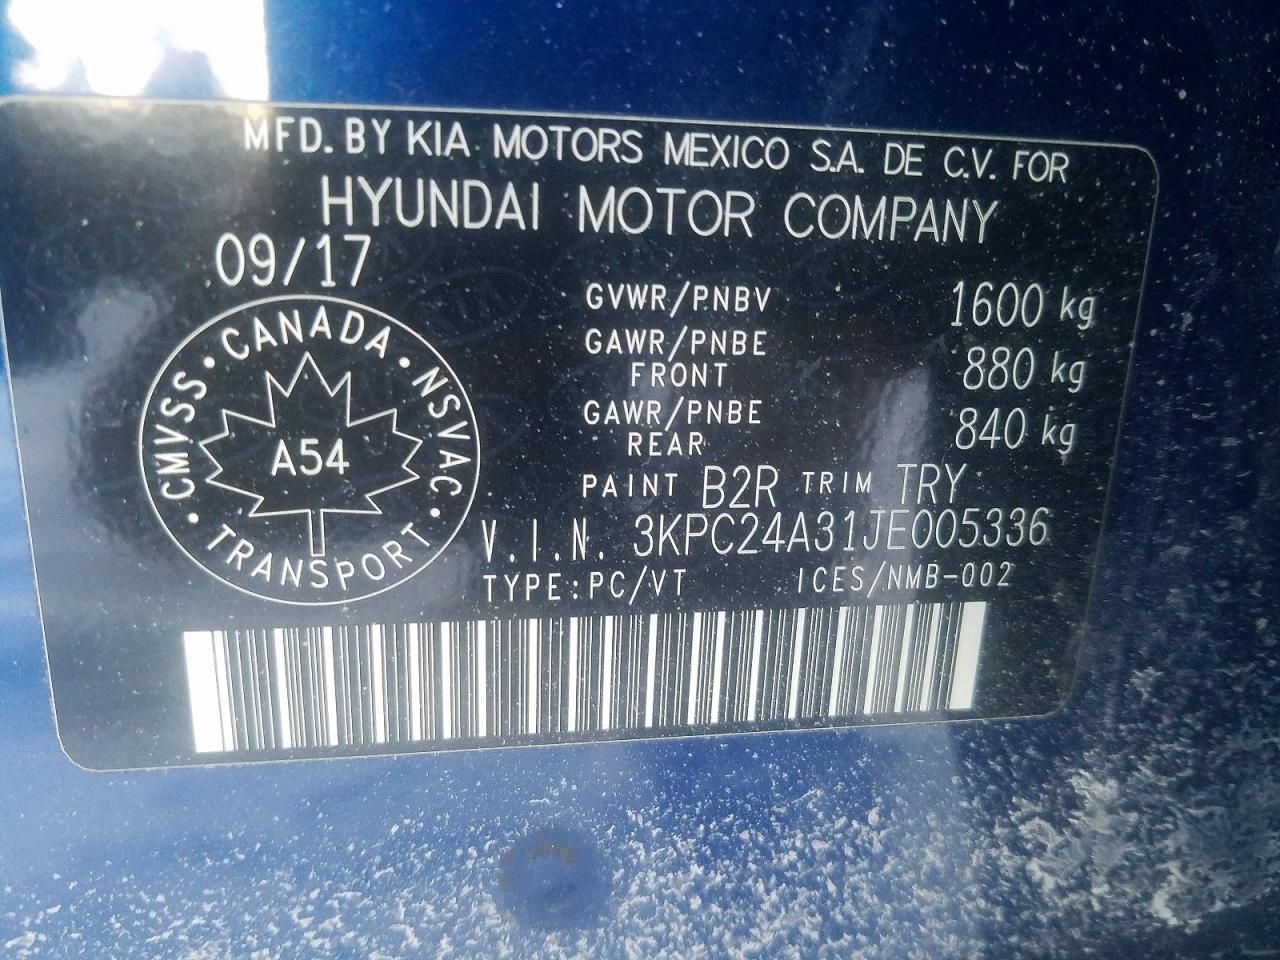 MFD. BY KIA MOTORS MEXICO S.A. DE C.V. FOR
HYUNDAI MOTOR COMPANY
09/17
GVWR/PNBV 1600 kg
GAWR/PNBE 880 kg
FRONT
GAWR/PNBE 840 kg
REAR
PAINT B2R TRIM TRY
V.I.N. 3KPC24A31JE005336
TYPE:PC/VT ICES/NMB-002
CMVSS • CANADA • NSVAC •
A54
TRANSPORT •